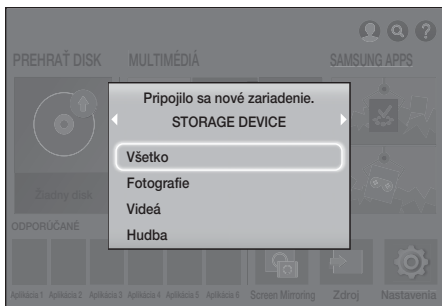 PREHRAŤ DISK MULTIMÉDIÁ SAMSUNG APPS
Pripojilo sa nové zariadenie.
STORAGE DEVICE
Všetko
Fotografie
Videá
Hudba
Žiadny disk
ODPORÚČANÉ
Aplikácia 1 Aplikácia 2 Aplikácia 3 Aplikácia 4 Aplikácia 5 Aplikácia 6 Screen Mirroring Zdroj Nastavenia